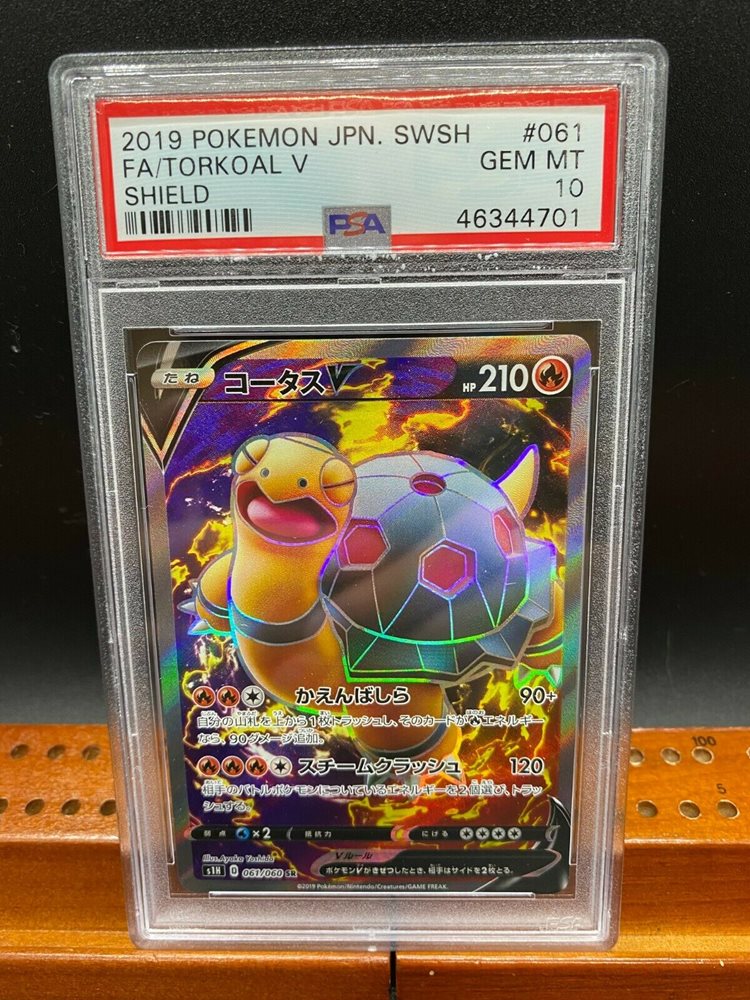 2019 POKEMON JPN. SWSH #061
FA/TORKOAL V GEM MT
SHIELD 10
PSA 46344701
たね コータスV HP 210
かえんばしら 90+
自分の山札を上から1枚トラッシュし、そのカードがエネルギー
なら、90ダメージ追加。
スチームクラッシュ 120
相手のバトルポケモンについているエネルギーを2個選び、トラッ
シュする。
弱点 ×2 抵抗力 にげる
Illus. Ayaka Yoshida
Vルール
ポケモンVがきぜつしたとき、相手はサイドを2枚とる。
s1H D 061/060 SR
©2019 Pokémon/Nintendo/Creatures/GAME FREAK.
100
5